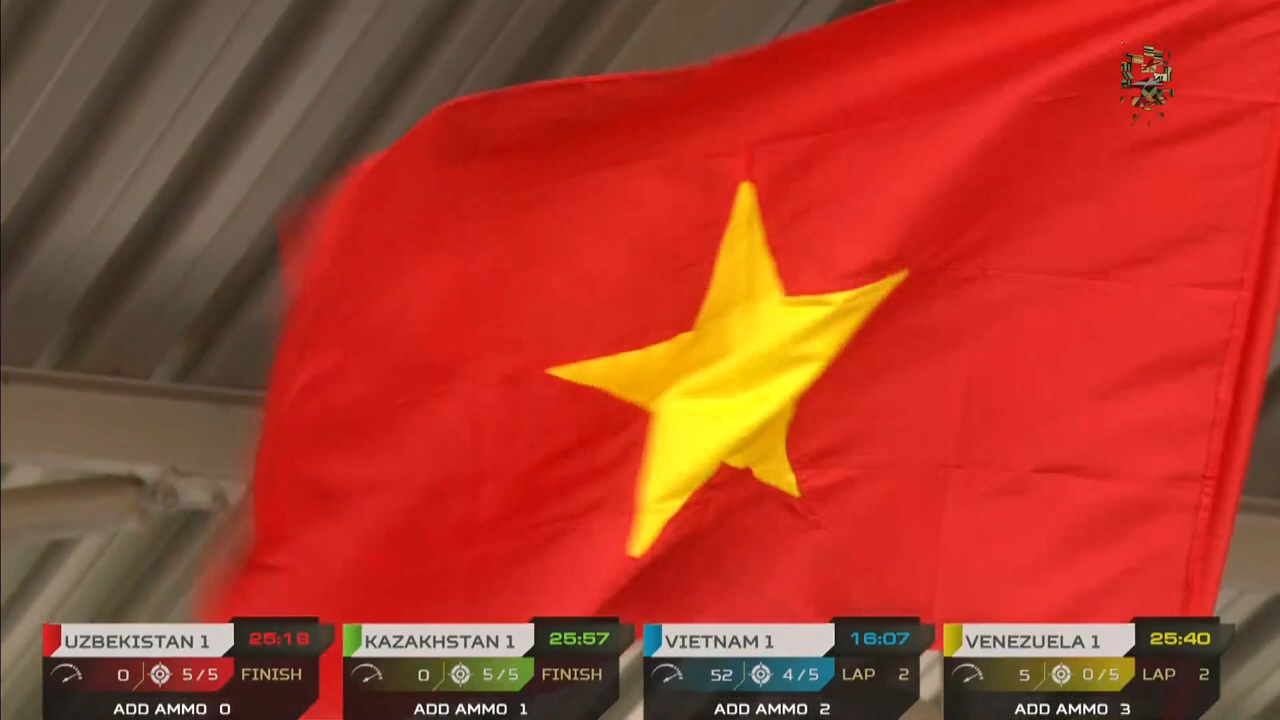 UZBEKISTAN 1 25:18
0 5/5 FINISH
ADD AMMO 0
KAZAKHSTAN 1 25:57
0 5/5 FINISH
ADD AMMO 1
VIETNAM 1 16:07
52 4/5 LAP 2
ADD AMMO 2
VENEZUELA 1 25:40
5 0/5 LAP 2
ADD AMMO 3